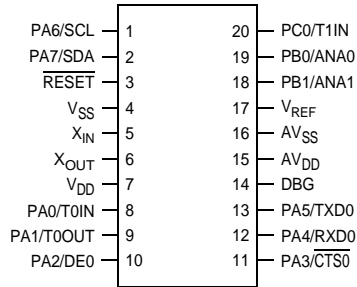 PA6/SCL 1 20 PC0/T1IN
PA7/SDA 2 19 PB0/ANA0
RESET 3 18 PB1/ANA1
VSS 4 17 VREF
XIN 5 16 AVSS
XOUT 6 15 AVDD
VDD 7 14 DBG
PA0/T0IN 8 13 PA5/TXD0
PA1/T0OUT 9 12 PA4/RXD0
PA2/DE0 10 11 PA3/CTS0